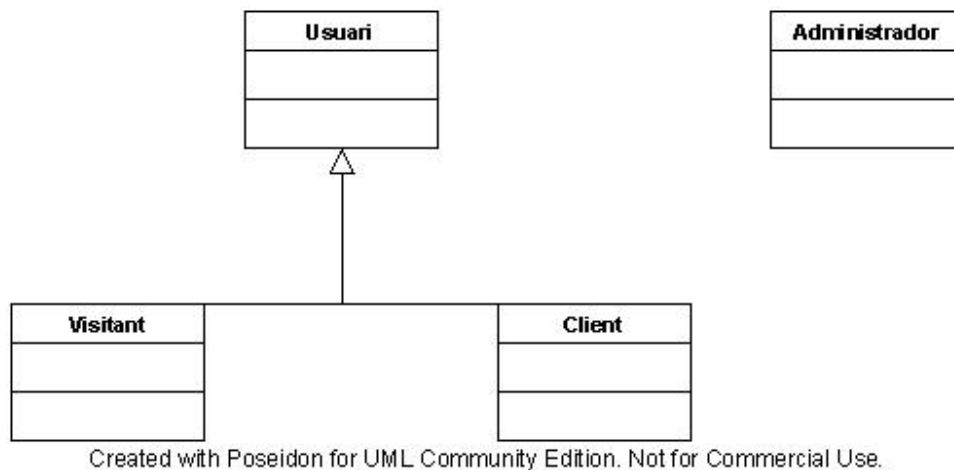 Usuari
Administrador
Visitant
Client
Created with Poseidon for UML Community Edition. Not for Commercial Use.